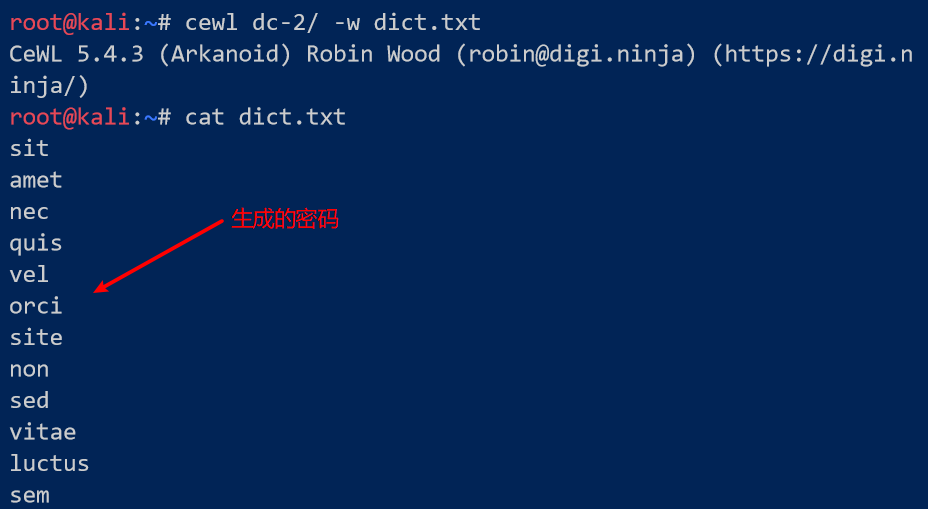 root@kali:~# cewl dc-2/ -w dict.txt
CeWL 5.4.3 (Arkanoid) Robin Wood (robin@digi.ninja) (https://digi.n
inja/)
root@kali:~# cat dict.txt
sit
amet
nec
生成的密码
quis
vel
orci
site
non
sed
vitae
luctus
sem